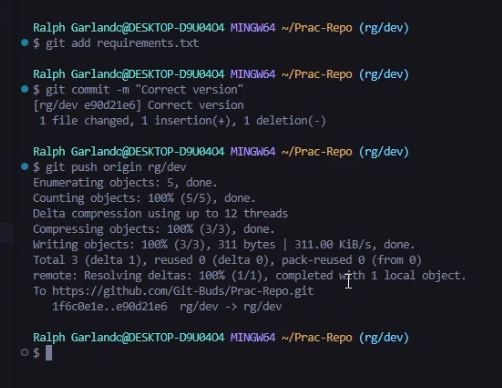 Ralph Garlando@DESKTOP-D9U04O4 MINGW64 ~/Prac-Repo (rg/dev)
$ git add requirements.txt
Ralph Garlando@DESKTOP-D9U04O4 MINGW64 ~/Prac-Repo (rg/dev)
$ git commit -m "Correct version"
[rg/dev e90d21e6] Correct version
1 file changed, 1 insertion(+), 1 deletion(-)
Ralph Garlando@DESKTOP-D9U04O4 MINGW64 ~/Prac-Repo (rg/dev)
$ git push origin rg/dev
Enumerating objects: 5, done.
Counting objects: 100% (5/5), done.
Delta compression using up to 12 threads
Compressing objects: 100% (3/3), done.
Writing objects: 100% (3/3), 311 bytes | 311.00 KiB/s, done.
Total 3 (delta 1), reused 0 (delta 0), pack-reused 0 (from 0)
remote: Resolving deltas: 100% (1/1), completed with 1 local object.
To https://github.com/Git-Buds/Prac-Repo.git
1f6c0e1e..e90d21e6 rg/dev -> rg/dev
Ralph Garlando@DESKTOP-D9U04O4 MINGW64 ~/Prac-Repo (rg/dev)
$